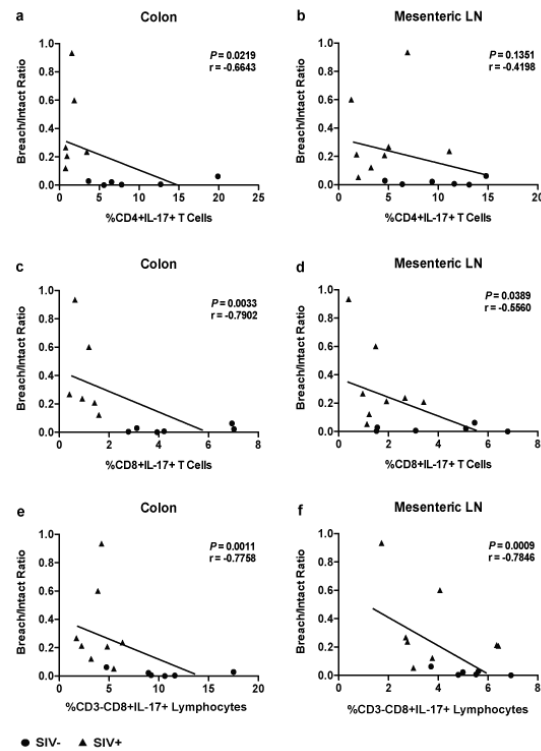 a
Colon
P = 0.0219
r = -0.6643
Breach/Intact Ratio
1.0
0.8
0.6
0.4
0.2
0.0
0 5 10 15 20 25
%CD4+IL-17+ T Cells
b
Mesenteric LN
P = 0.1351
r = -0.4198
Breach/Intact Ratio
1.0
0.8
0.6
0.4
0.2
0.0
0 5 10 15 20
%CD4+IL-17+ T Cells
c
Colon
P = 0.0033
r = -0.7902
Breach/Intact Ratio
1.0
0.8
0.6
0.4
0.2
0.0
0 2 4 6 8
%CD8+IL-17+ T Cells
d
Mesenteric LN
P = 0.0389
r = -0.5560
Breach/Intact Ratio
1.0
0.8
0.6
0.4
0.2
0.0
0 2 4 6 8
%CD8+IL-17+ T Cells
e
Colon
P = 0.0011
r = -0.7758
Breach/Intact Ratio
1.0
0.8
0.6
0.4
0.2
0.0
0 5 10 15 20
%CD3-CD8+IL-17+ Lymphocytes
f
Mesenteric LN
P = 0.0009
r = -0.7846
Breach/Intact Ratio
1.0
0.8
0.6
0.4
0.2
0.0
0 2 4 6 8
%CD3-CD8+IL-17+ Lymphocytes
SIV- SIV+